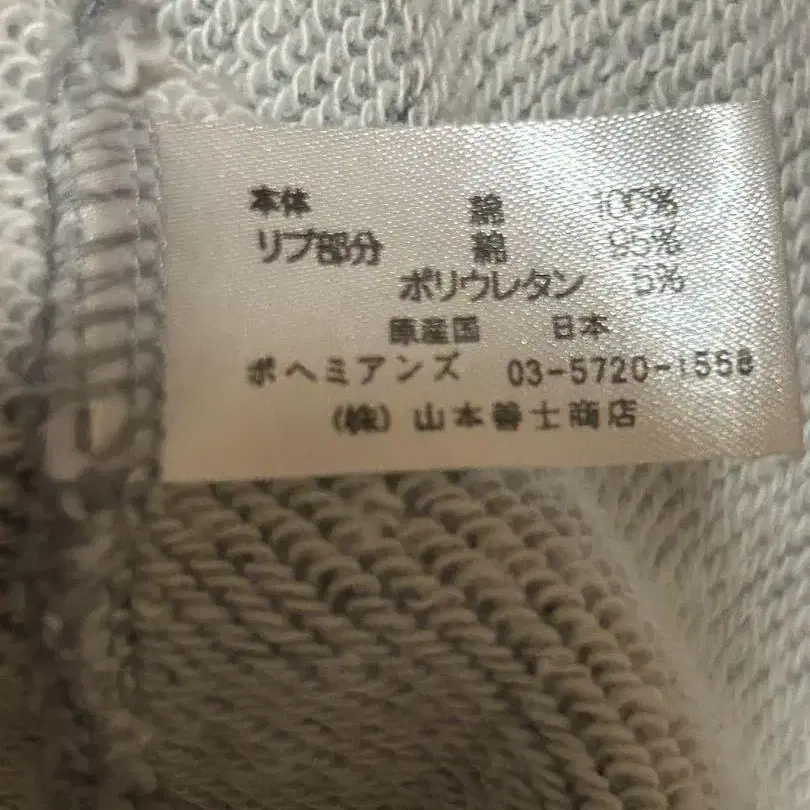 本体 綿 100%
リブ部分 綿 95%
ポリウレタン 5%
原産国 日本
ボヘミアンズ 03-5720-1558
(株) 山本善士商店